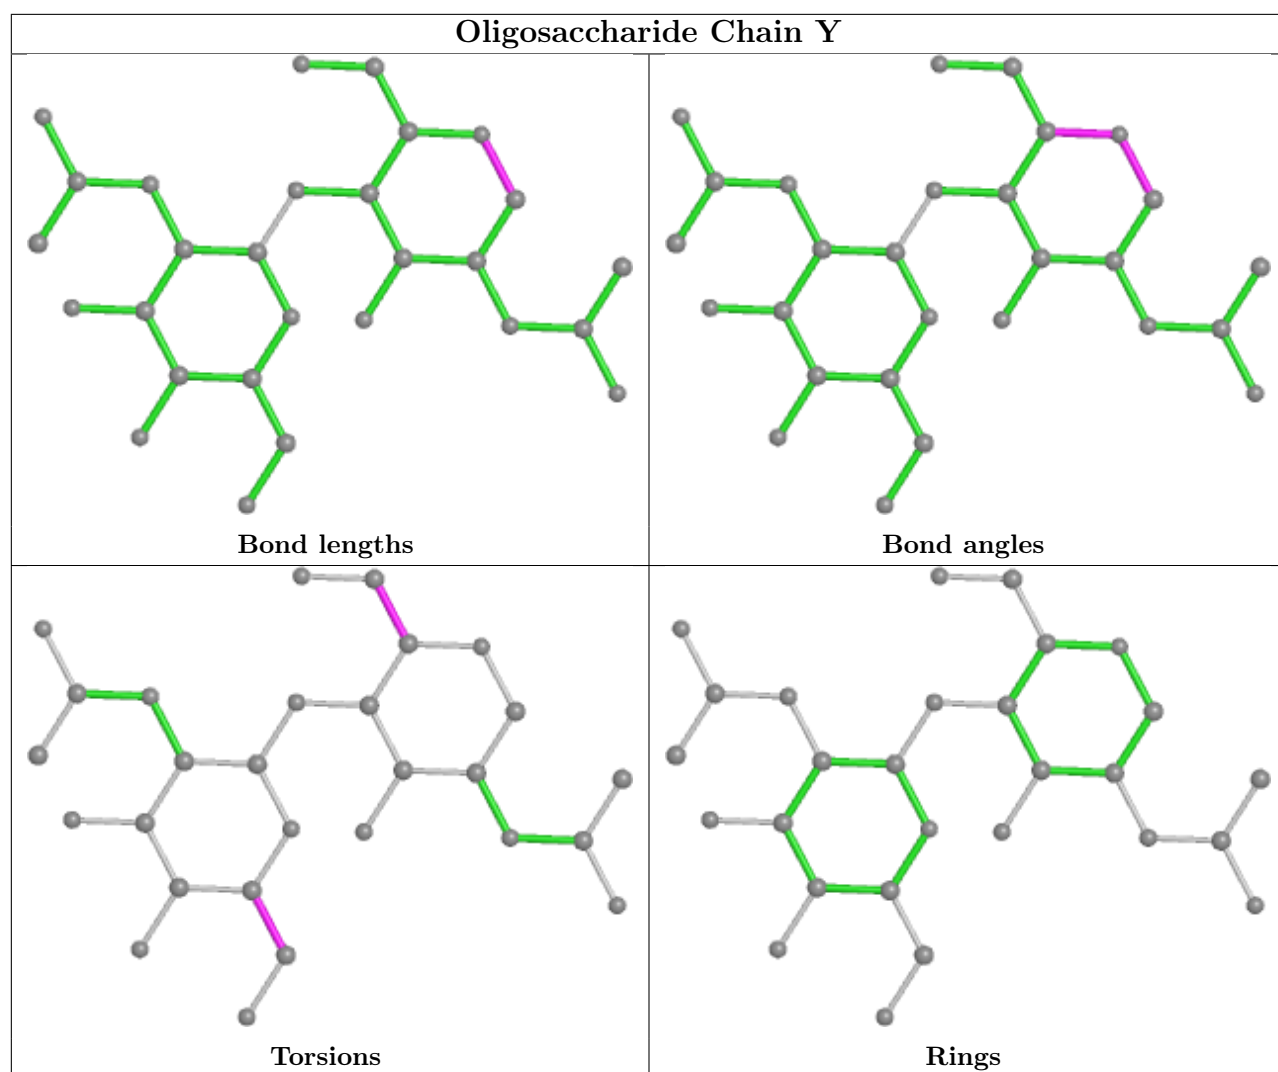 Oligosaccharide Chain Y
Bond lengths
Bond angles
Torsions
Rings